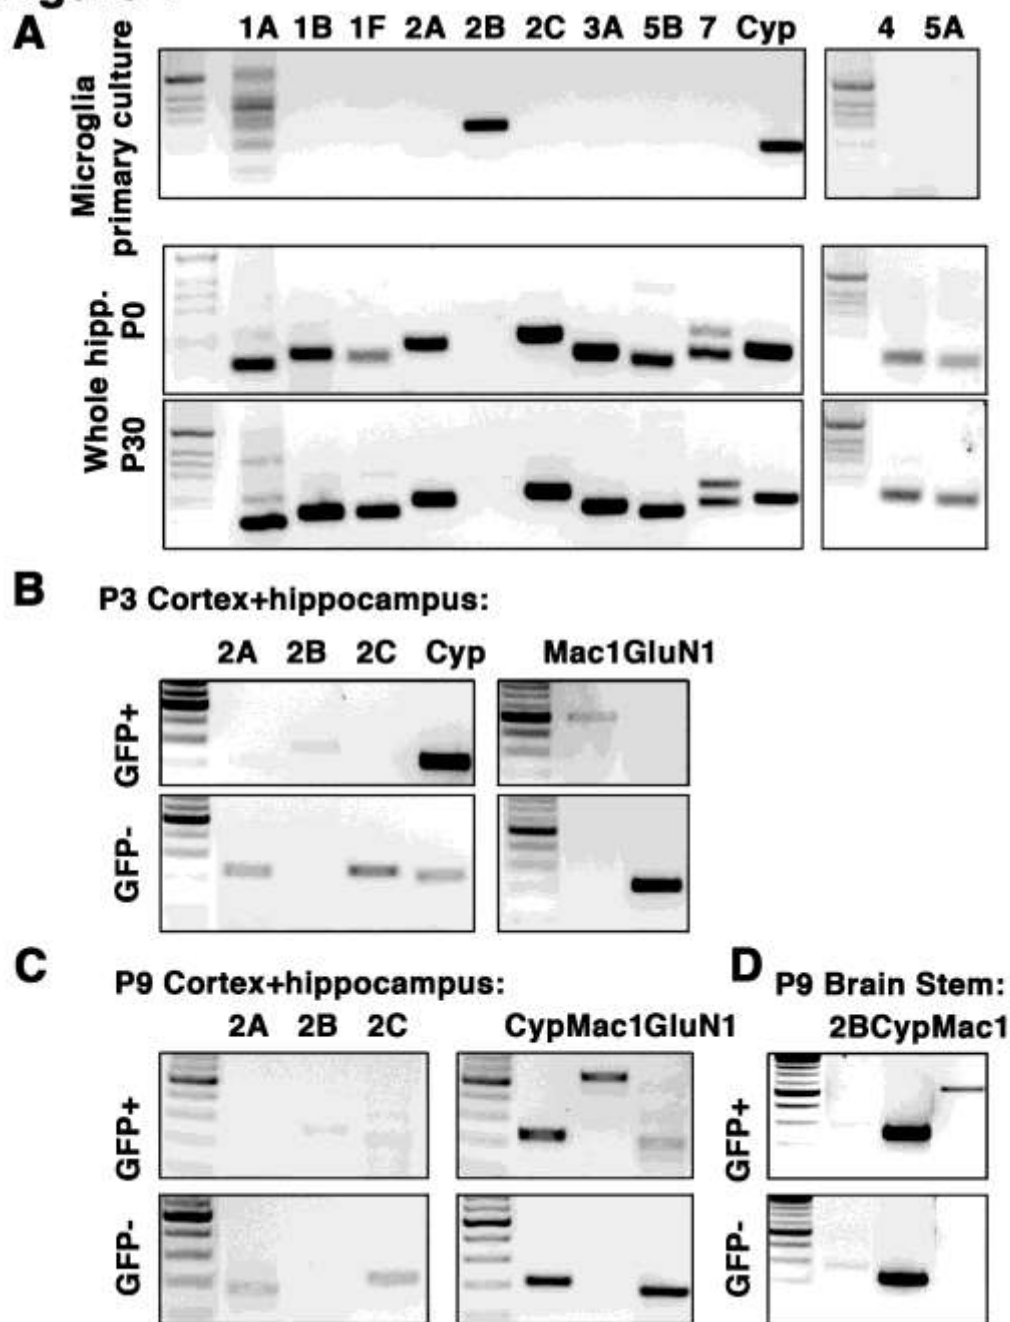 A
1A 1B 1F 2A 2B 2C 3A 5B 7 Cyp 4 5A
Microglia
primary culture
Whole hipp.
P0
P30
B
P3 Cortex+hippocampus:
2A 2B 2C Cyp Mac1GluN1
GFP+
GFP-
C
P9 Cortex+hippocampus:
2A 2B 2C CypMac1GluN1
GFP+
GFP-
D
P9 Brain Stem:
2BCypMac1
GFP+
GFP-